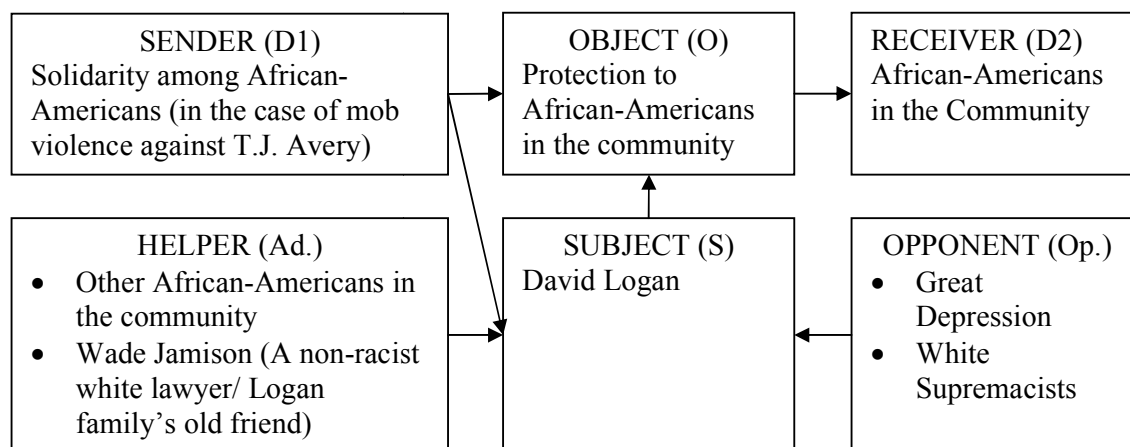 SENDER (D1)
Solidarity among African-
Americans (in the case of mob
violence against T.J. Avery)
OBJECT (O)
Protection to
African-Americans
in the community
RECEIVER (D2)
African-Americans
in the Community
HELPER (Ad.)
• Other African-Americans in
the community
• Wade Jamison (A non-racist
white lawyer/ Logan
family’s old friend)
SUBJECT (S)
David Logan
OPPONENT (Op.)
• Great
Depression
• White
Supremacists